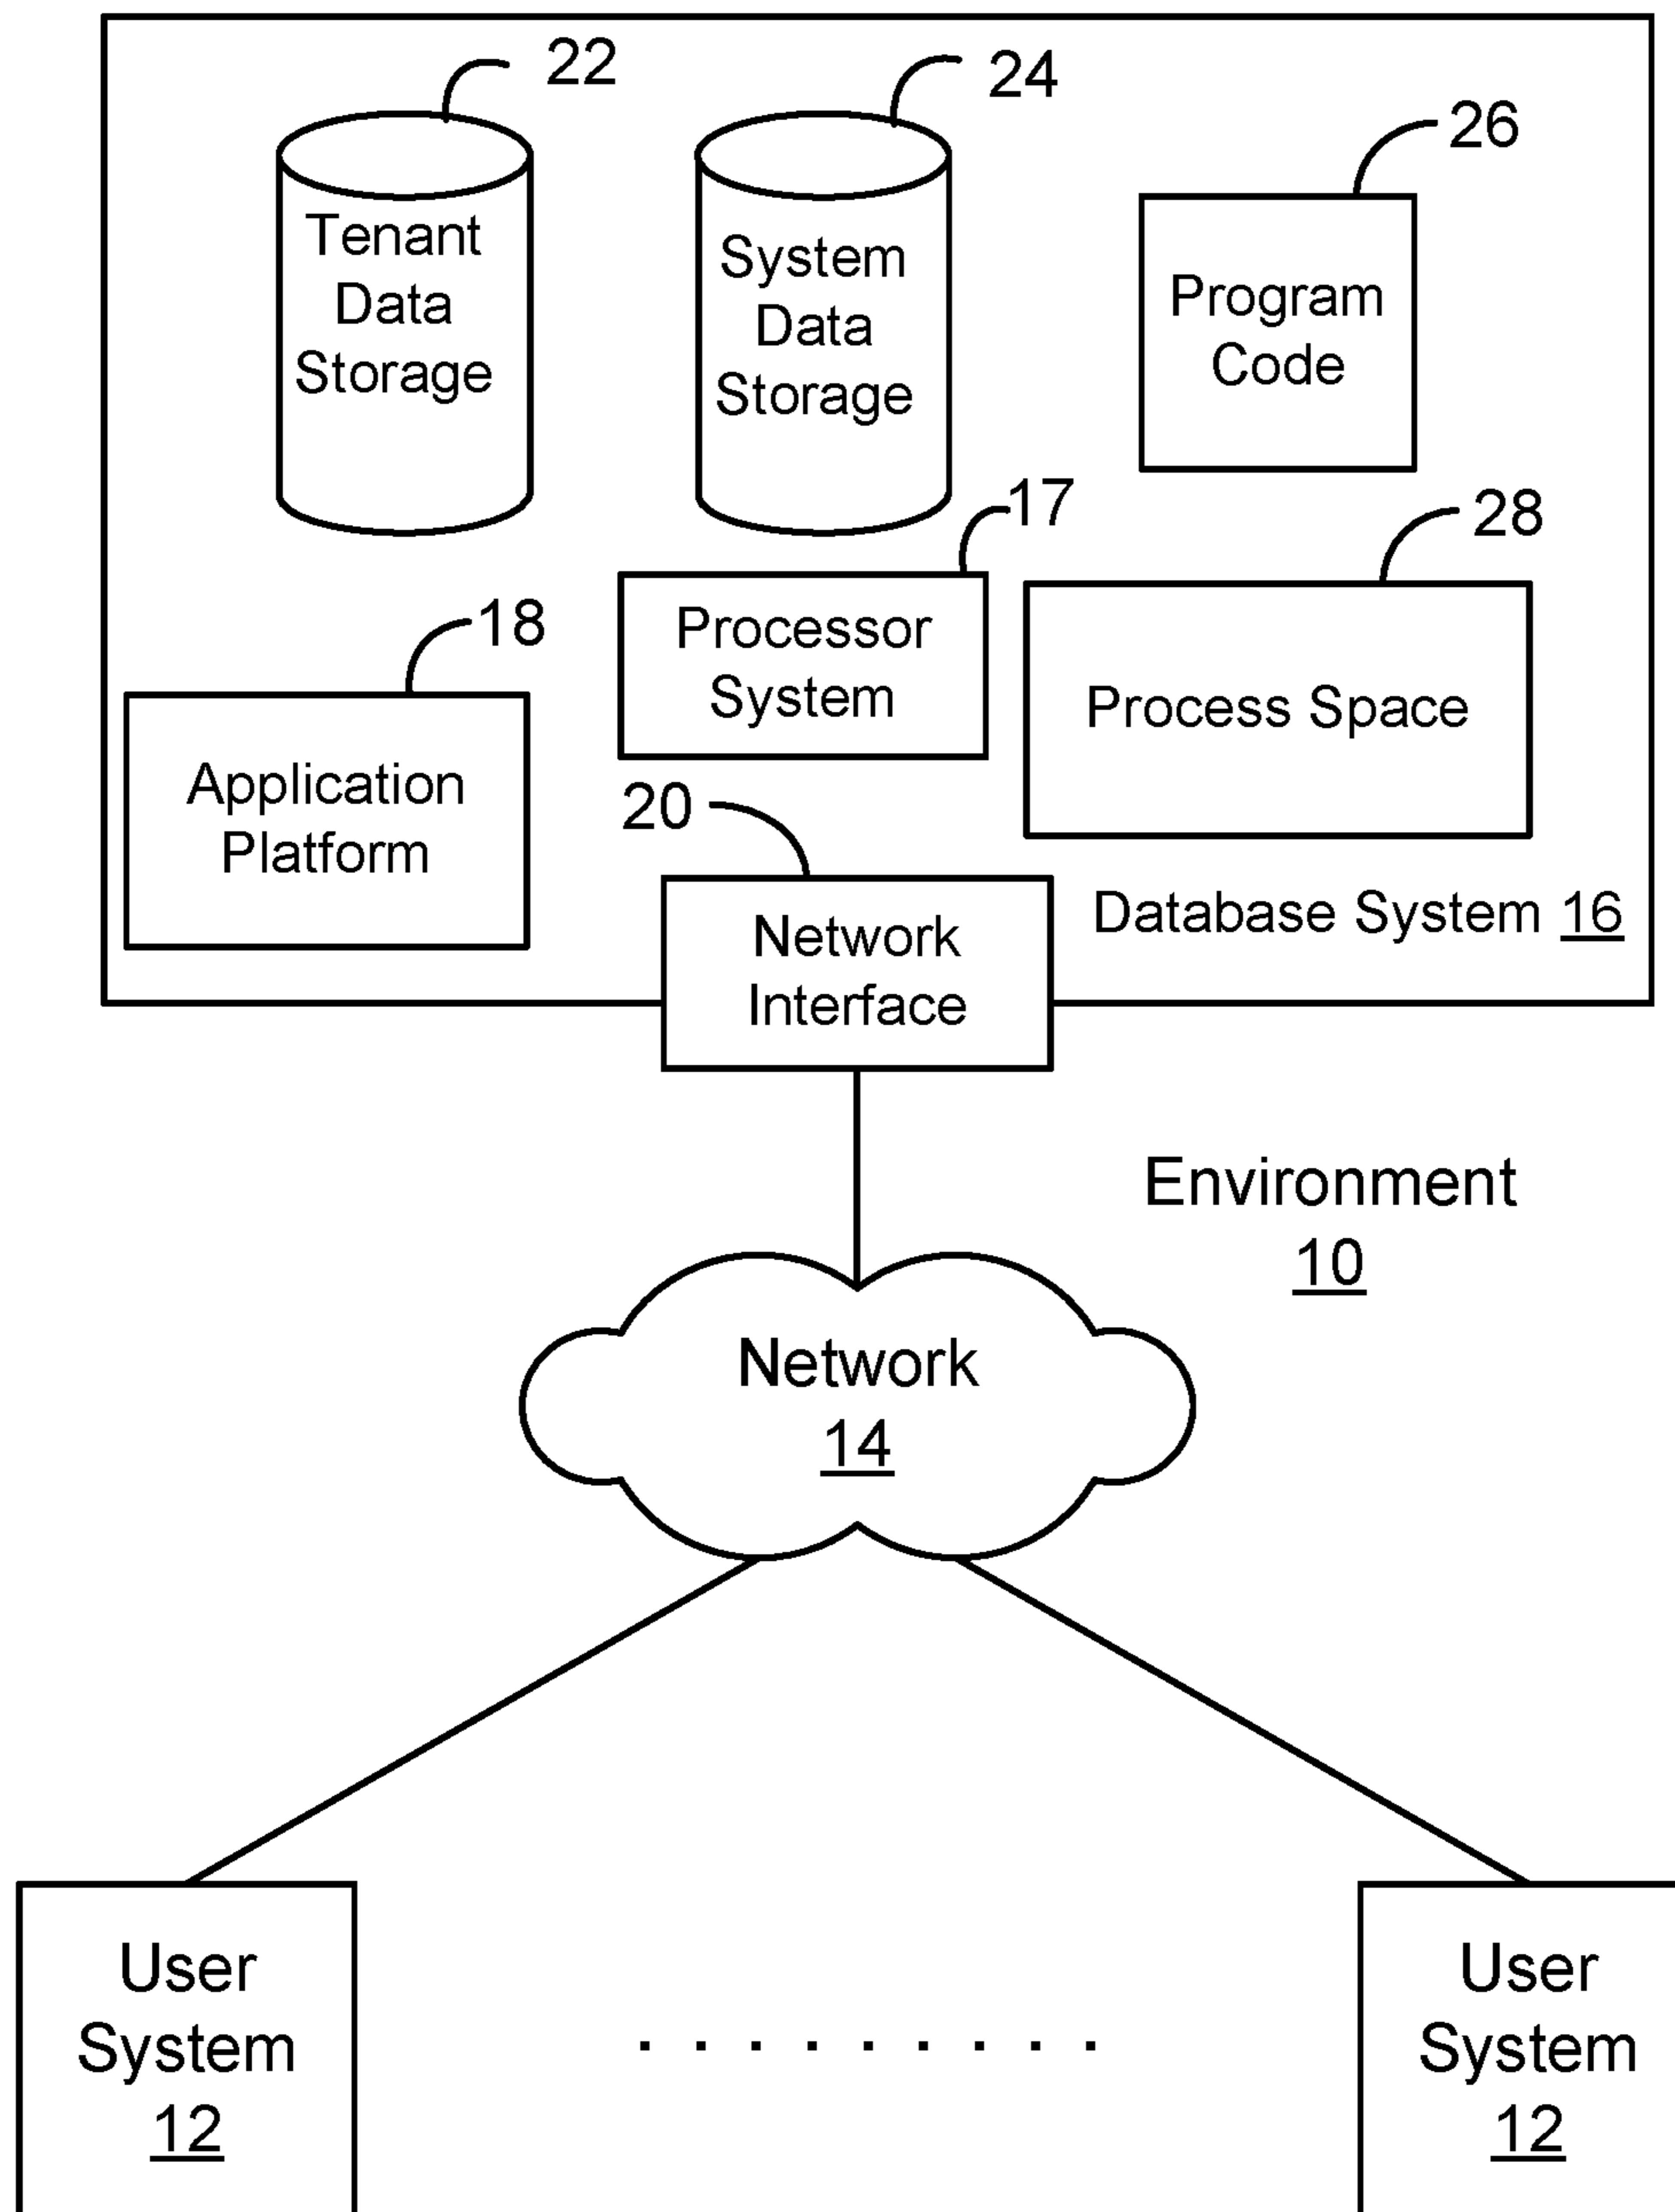 22
24
26
Tenant
Data
Storage
System
Data
Storage
Program
Code
17
28
18
Processor
System
Process Space
Application
Platform
20
Database System 16
Network
Interface
Environment
10
Network
14
User
System
12
. . . . . . . . .
User
System
12